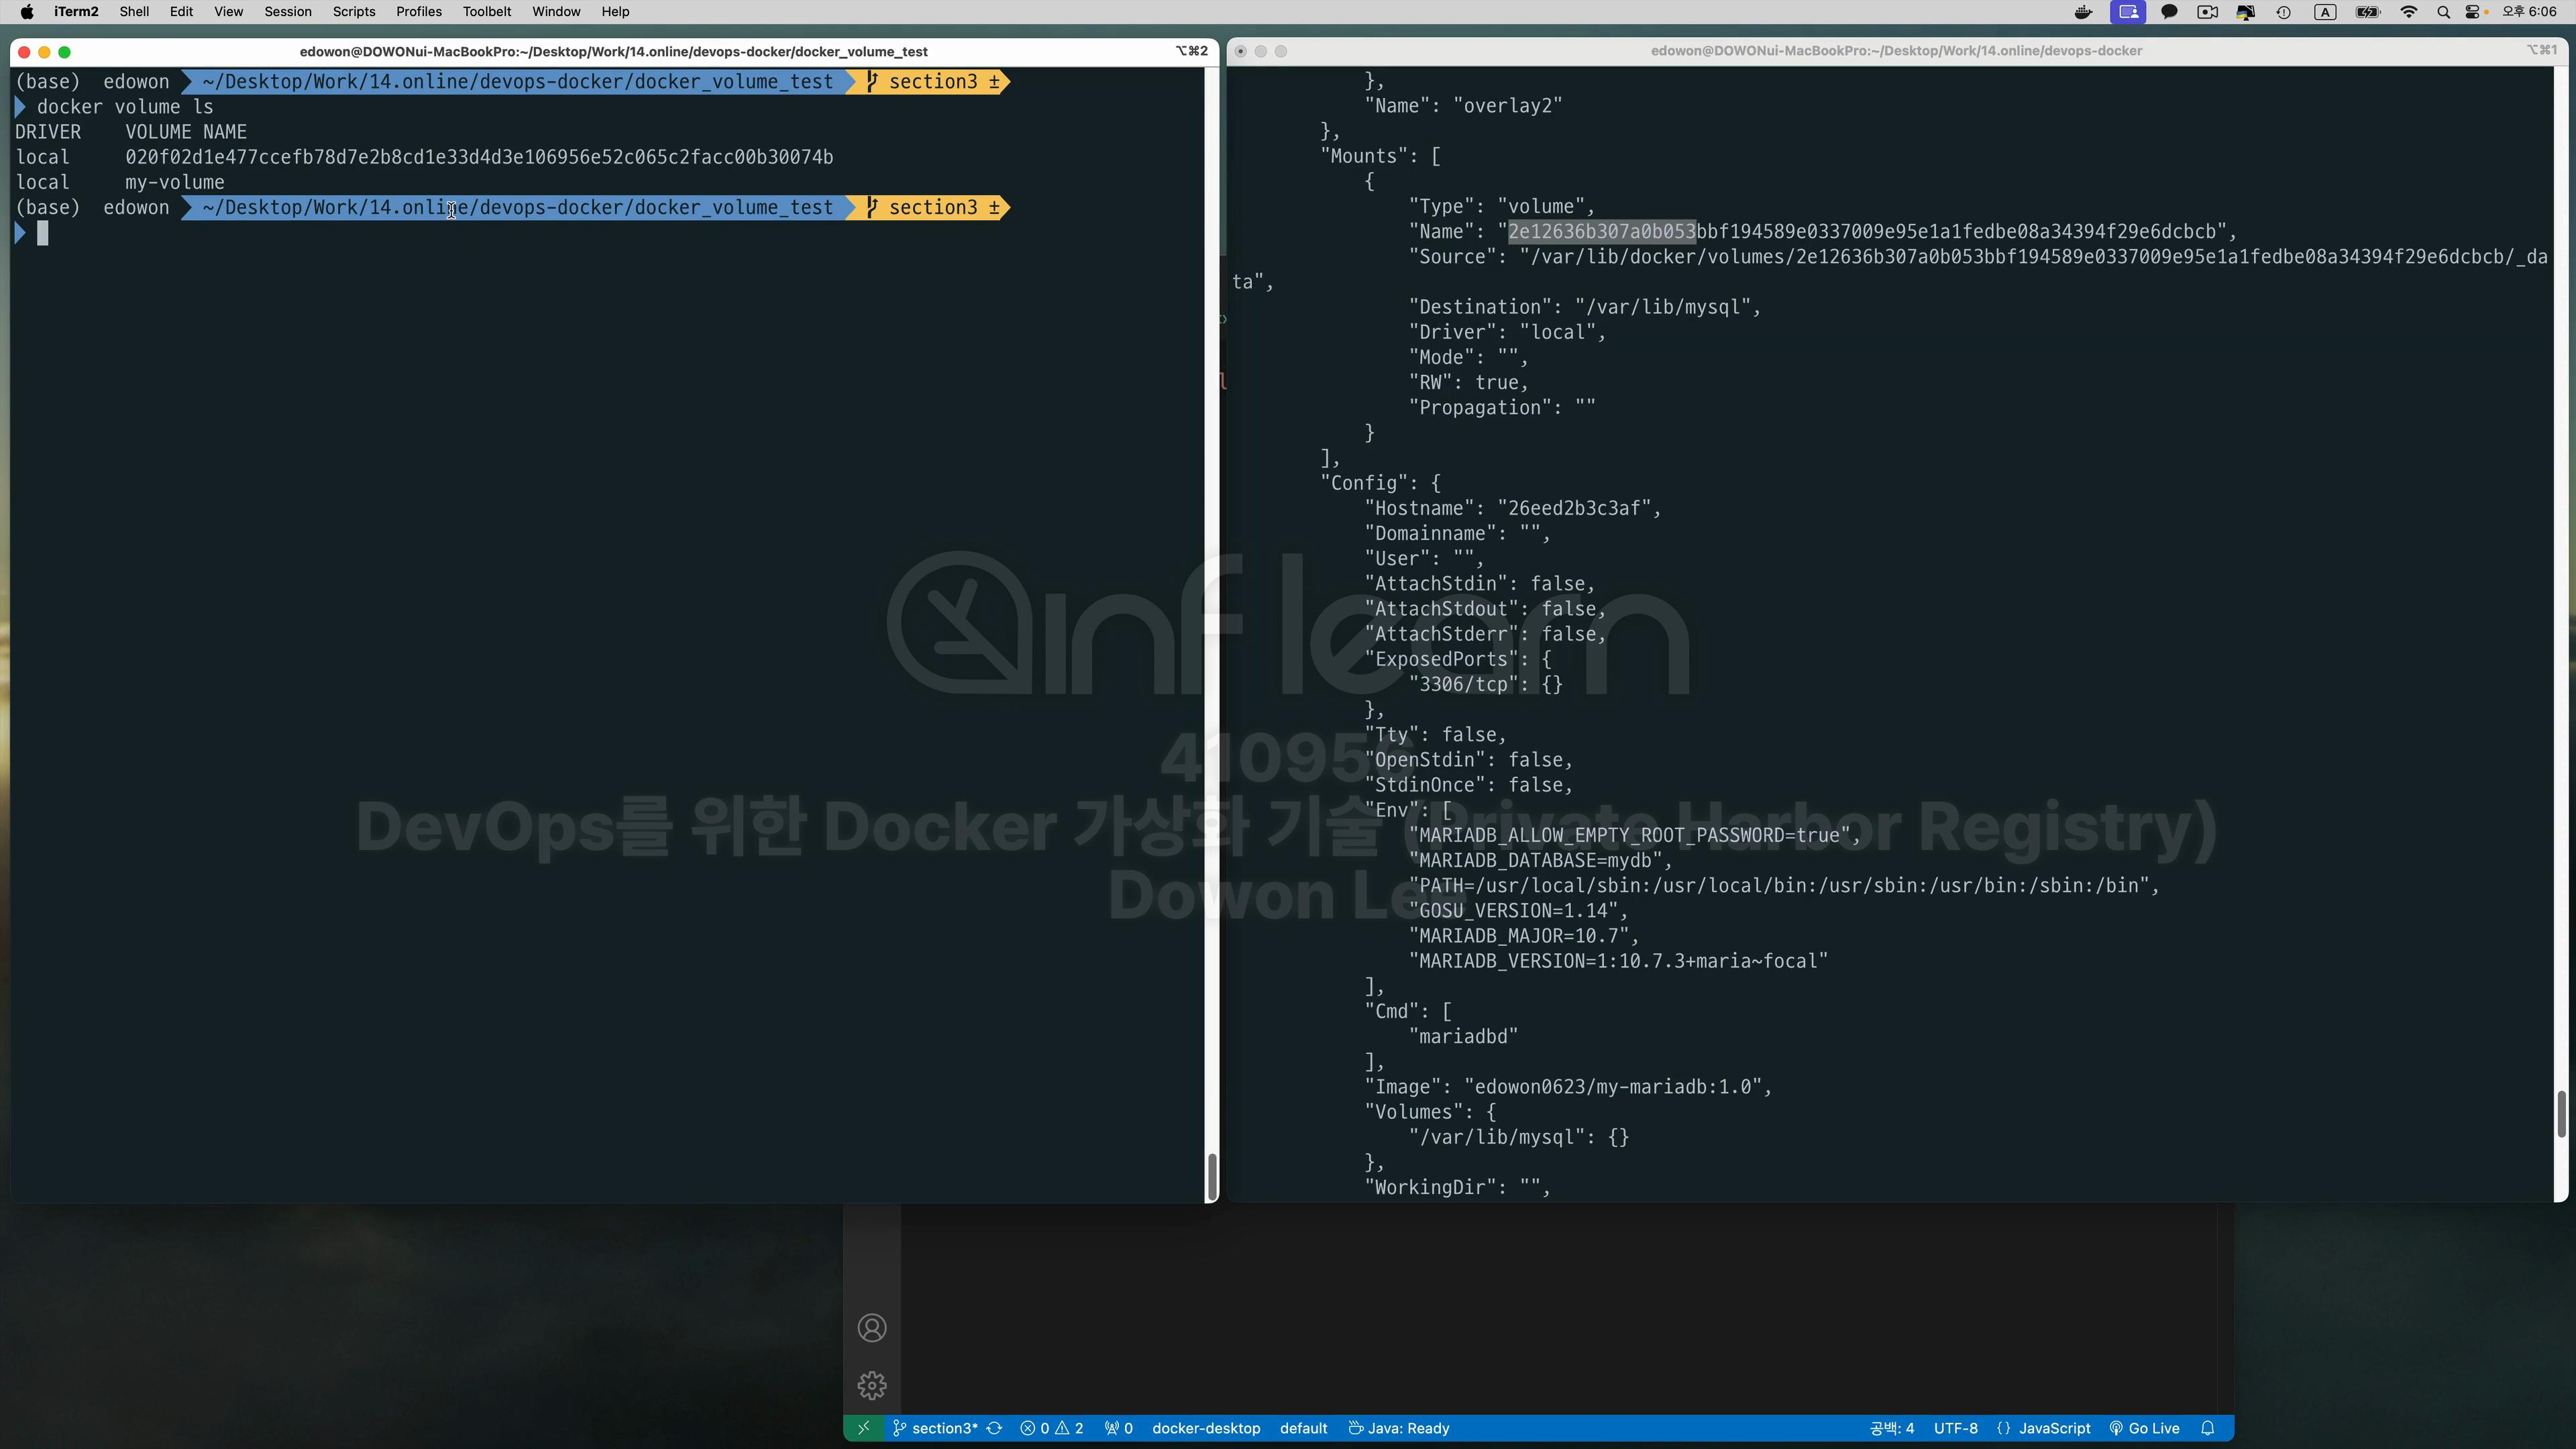 iTerm2 Shell Edit View Session Scripts Profiles Toolbelt Window Help
A 오후 6:06
edowon@DOWONui-MacBookPro:~/Desktop/Work/14.online/devops-docker/docker_volume_test ⌥⌘2
(base) edowon ~/Desktop/Work/14.online/devops-docker/docker_volume_test section3 ±
docker volume ls
DRIVER VOLUME NAME
local 020f02d1e477ccefb78d7e2b8cd1e33d4d3e106956e52c065c2facc00b30074b
local my-volume
(base) edowon ~/Desktop/Work/14.online/devops-docker/docker_volume_test section3 ±
edowon@DOWONui-MacBookPro:~/Desktop/Work/14.online/devops-docker ⌥⌘1
},
"Name": "overlay2"
},
"Mounts": [
{
"Type": "volume",
"Name": "2e12636b307a0b053bbf194589e0337009e95e1a1fedbe08a34394f29e6dcbcb",
"Source": "/var/lib/docker/volumes/2e12636b307a0b053bbf194589e0337009e95e1a1fedbe08a34394f29e6dcbcb/_da
ta",
"Destination": "/var/lib/mysql",
"Driver": "local",
"Mode": "",
"RW": true,
"Propagation": ""
}
],
"Config": {
"Hostname": "26eed2b3c3af",
"Domainname": "",
"User": "",
"AttachStdin": false,
"AttachStdout": false,
"AttachStderr": false,
"ExposedPorts": {
"3306/tcp": {}
},
"Tty": false,
"OpenStdin": false,
"StdinOnce": false,
"Env": [
"MARIADB_ALLOW_EMPTY_ROOT_PASSWORD=true",
"MARIADB_DATABASE=mydb",
"PATH=/usr/local/sbin:/usr/local/bin:/usr/sbin:/usr/bin:/sbin:/bin",
"GOSU_VERSION=1.14",
"MARIADB_MAJOR=10.7",
"MARIADB_VERSION=1:10.7.3+maria~focal"
],
"Cmd": [
"mariadbd"
],
"Image": "edowon0623/my-mariadb:1.0",
"Volumes": {
"/var/lib/mysql": {}
},
"WorkingDir": "",
inflearn
410956
DevOps를 위한 Docker 가상화 기술 (Private Harbor Registry)
Dowon Lee
section3* 0 2 0 docker-desktop default Java: Ready 공백: 4 UTF-8 {} JavaScript Go Live